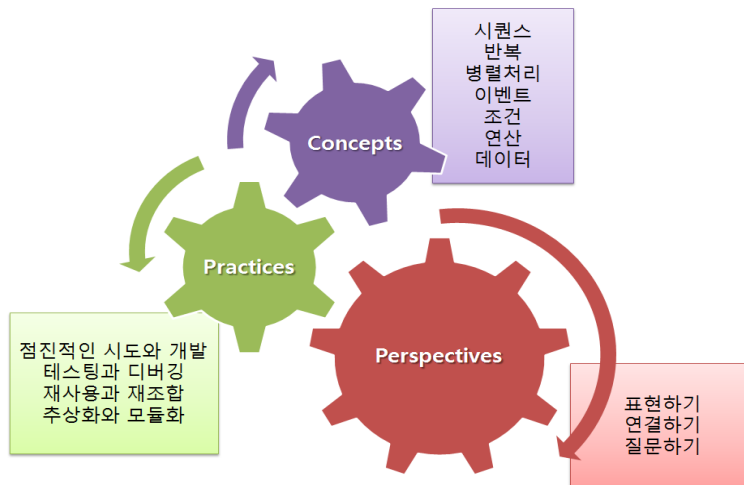 시퀀스
반복
병렬처리
이벤트
조건
연산
데이터
Concepts
Practices
Perspectives
점진적인 시도와 개발
테스팅과 디버깅
재사용과 재조합
추상화와 모듈화
표현하기
연결하기
질문하기